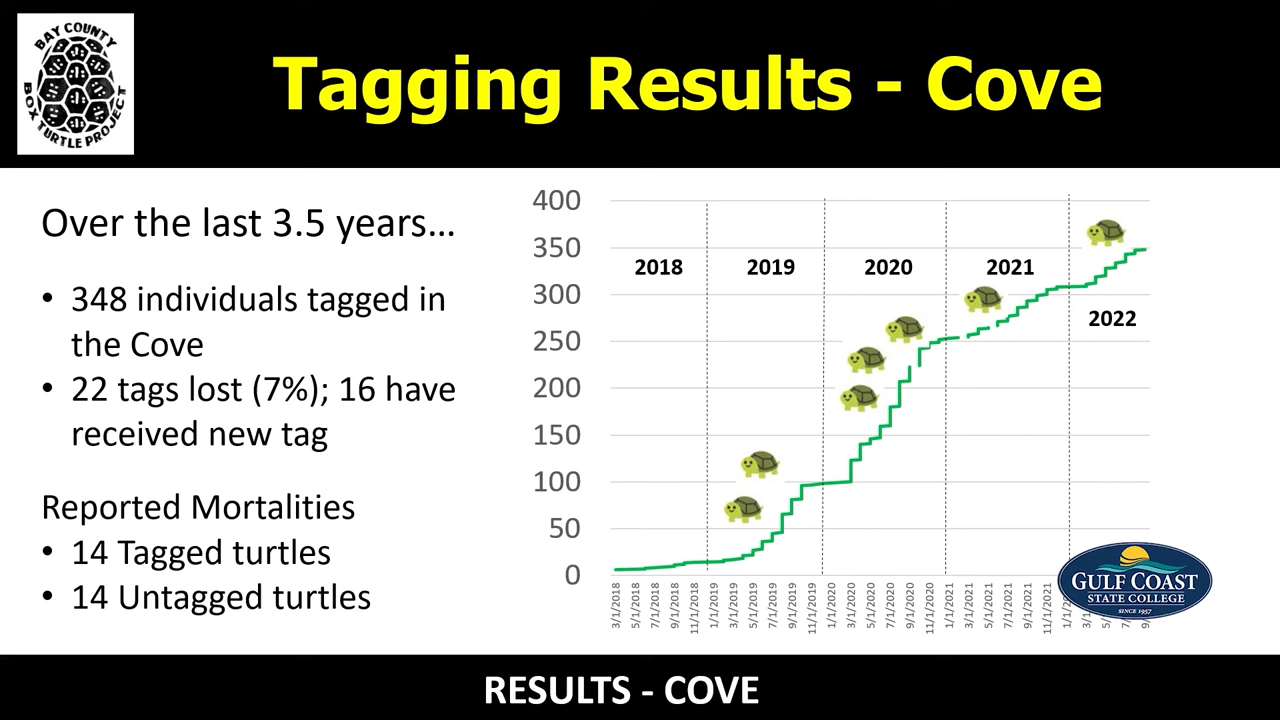 BAY COUNTY
BOX TURTLE PROJECT
Tagging Results - Cove
Over the last 3.5 years…
• 348 individuals tagged in
the Cove
• 22 tags lost (7%); 16 have
received new tag
Reported Mortalities
• 14 Tagged turtles
• 14 Untagged turtles
400
350
300
250
200
150
100
50
0
2018
2019
2020
2021
2022
3/1/2018
5/1/2018
7/1/2018
9/1/2018
11/1/2018
1/1/2019
3/1/2019
5/1/2019
7/1/2019
9/1/2019
11/1/2019
1/1/2020
3/1/2020
5/1/2020
7/1/2020
9/1/2020
11/1/2020
1/1/2021
3/1/2021
5/1/2021
7/1/2021
9/1/2021
11/1/2021
GULF COAST
STATE COLLEGE
SINCE 1957
RESULTS - COVE